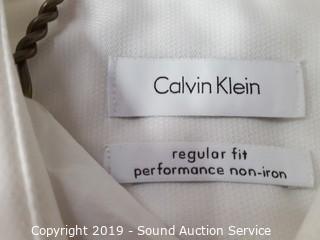 Calvin Klein
regular fit
performance non-iron
Copyright 2019 - Sound Auction Service